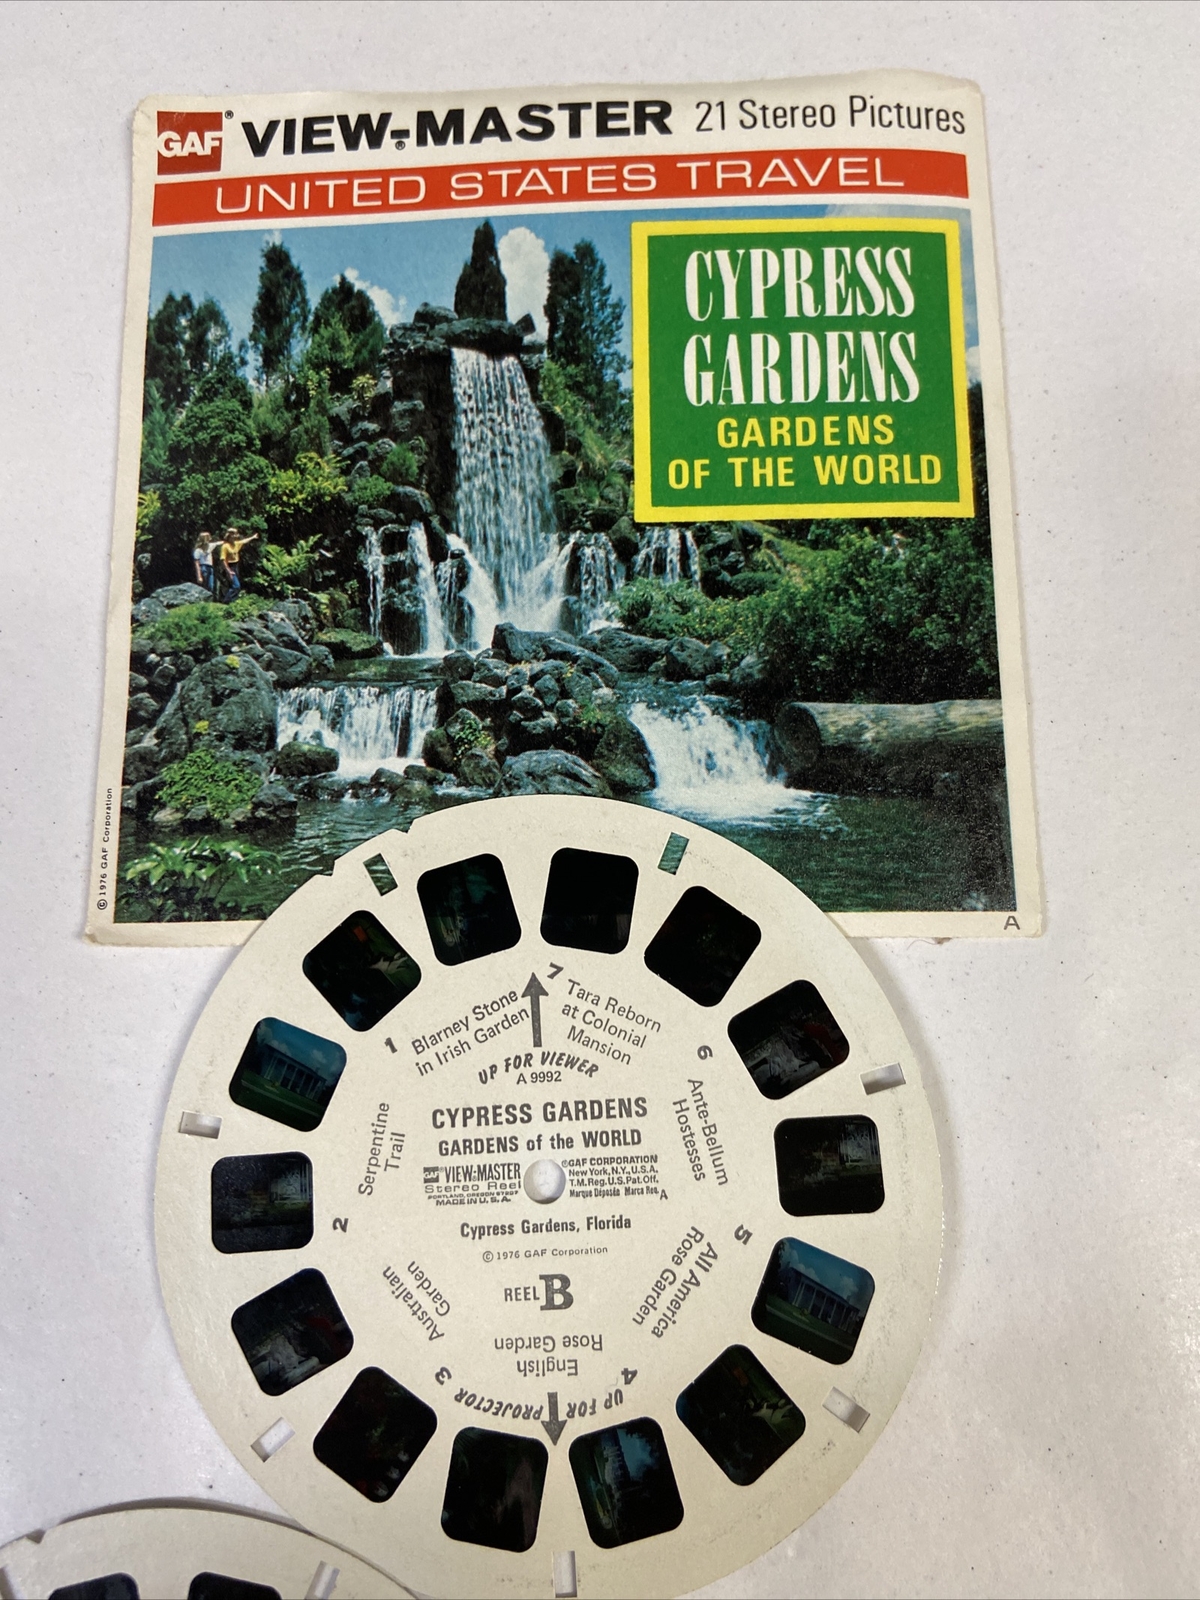 GAF® VIEW-MASTER® 21 Stereo Pictures
UNITED STATES TRAVEL
CYPRESS
GARDENS
GARDENS
OF THE WORLD
© 1976 GAF Corporation
A
1
Blarney Stone
in Irish Garden
7
Tara Reborn
at Colonial
Mansion
UP FOR VIEWER
A 9992
6
Ante-Bellum
Hostesses
Serpentine
Trail
2
CYPRESS GARDENS
GARDENS of the WORLD
GAF VIEW-MASTER
Stereo Reel
PORTLAND, OREGON 97207
MADE IN U.S.A.
©GAF CORPORATION
New York, N.Y., U.S.A.
T.M. Reg. U.S. Pat. Off.
Marque Déposée Marca Reg.
A
Cypress Gardens, Florida
© 1976 GAF Corporation
REEL B
5
All America
Rose Garden
Australian
Garden
3
English
Rose Garden
4
UP FOR PROJECTOR